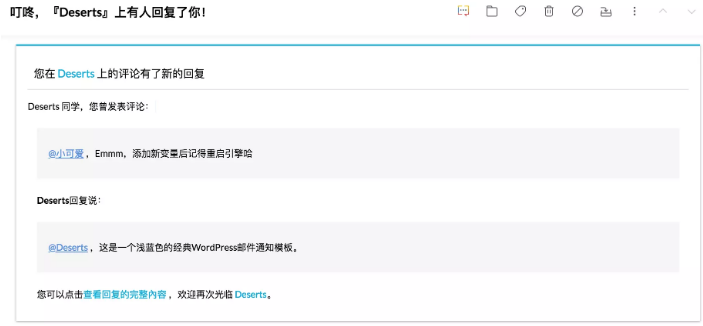 叮咚，『Deserts』上有人回复了你！
您在 Deserts 上的评论有了新的回复
Deserts 同学，您曾发表评论：
@小可爱，Emmm，添加新变量后记得重启引擎哈
Deserts回复说：
@Deserts，这是一个浅蓝色的经典WordPress邮件通知模板。
您可以点击查看回复的完整內容，欢迎再次光临 Deserts。